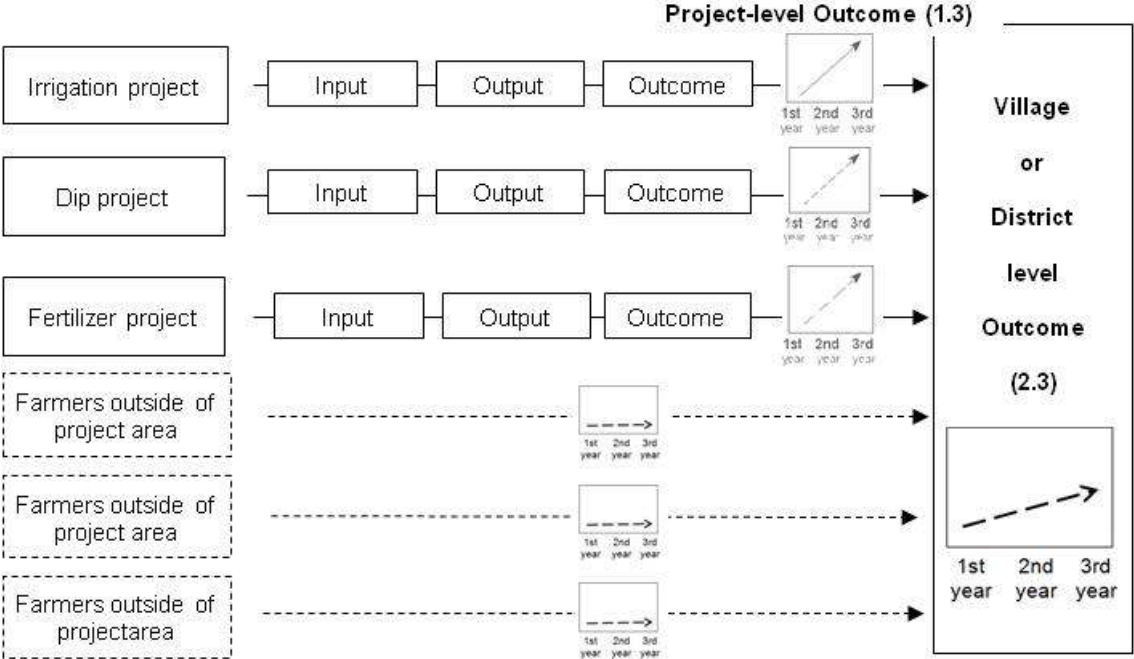 Project-level Outcome (1.3)
Irrigation project
Input
Output
Outcome
1st 2nd 3rd
year year year
Dip project
Input
Output
Outcome
1st 2nd 3rd
year year year
Fertilizer project
Input
Output
Outcome
1st 2nd 3rd
year year year
Farmers outside of
project area
1st 2nd 3rd
year year year
Farmers outside of
project area
1st 2nd 3rd
year year year
Farmers outside of
projectarea
1st 2nd 3rd
year year year
Village
or
District
level
Outcome
(2.3)
1st 2nd 3rd
year year year